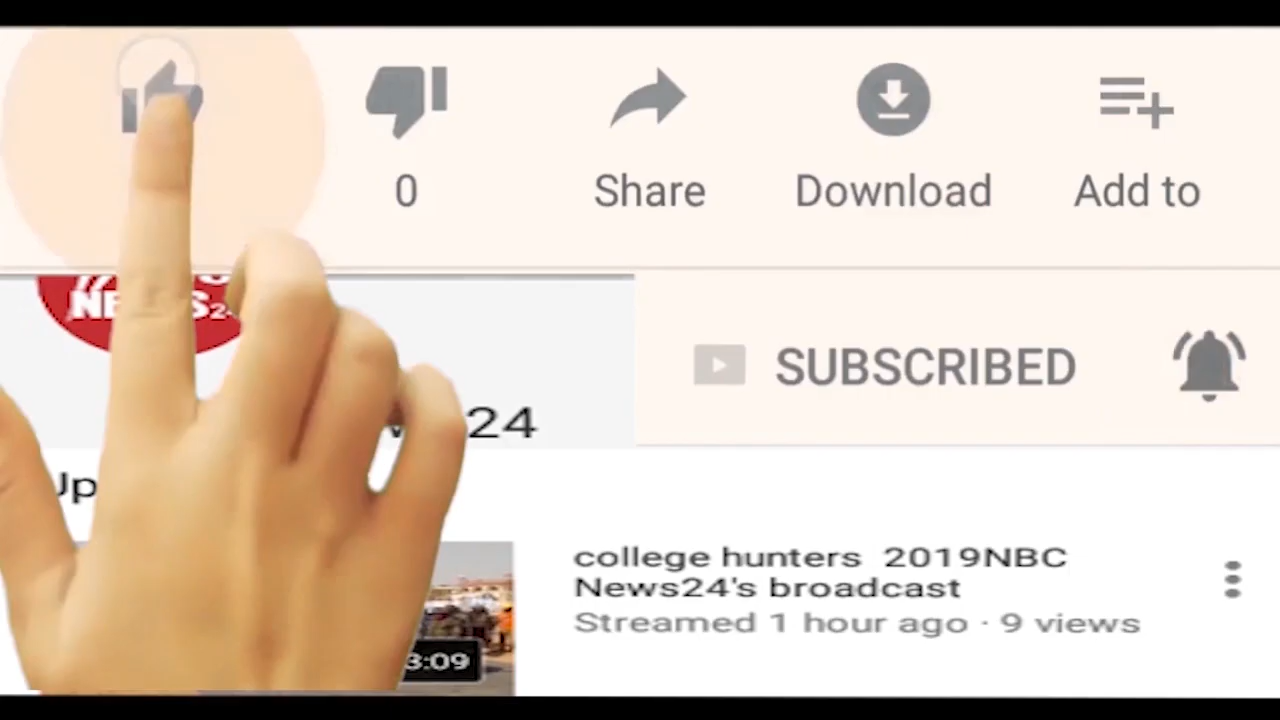 0
Share
Download
Add to
24
SUBSCRIBED
college hunters 2019NBC
News24's broadcast
Streamed 1 hour ago · 9 views
3:09